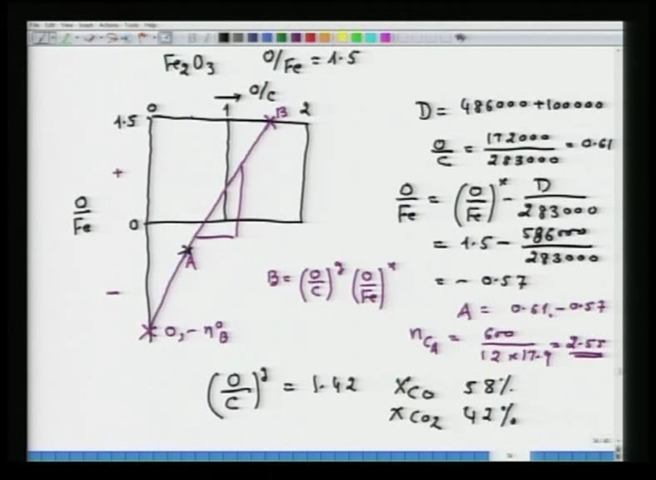 Fe2O3 O/Fe = 1.5
→ O/C
0 1 2
B
1.5
+
O/Fe
0
A
−
0, − nºB
B = (O/C)^y (O/Fe)^x
D = 486000 + 100000
O/C = 172000/283000 = 0.61
O/Fe = (O/Fe)^x − D/283000
= 1.5 − 586000/283000
= − 0.57
A = 0.61, − 0.57
nCA = 600/(12 × 17.9) = 2.55
(O/C)^y = 1.42 XCO 58%
XCO2 42%